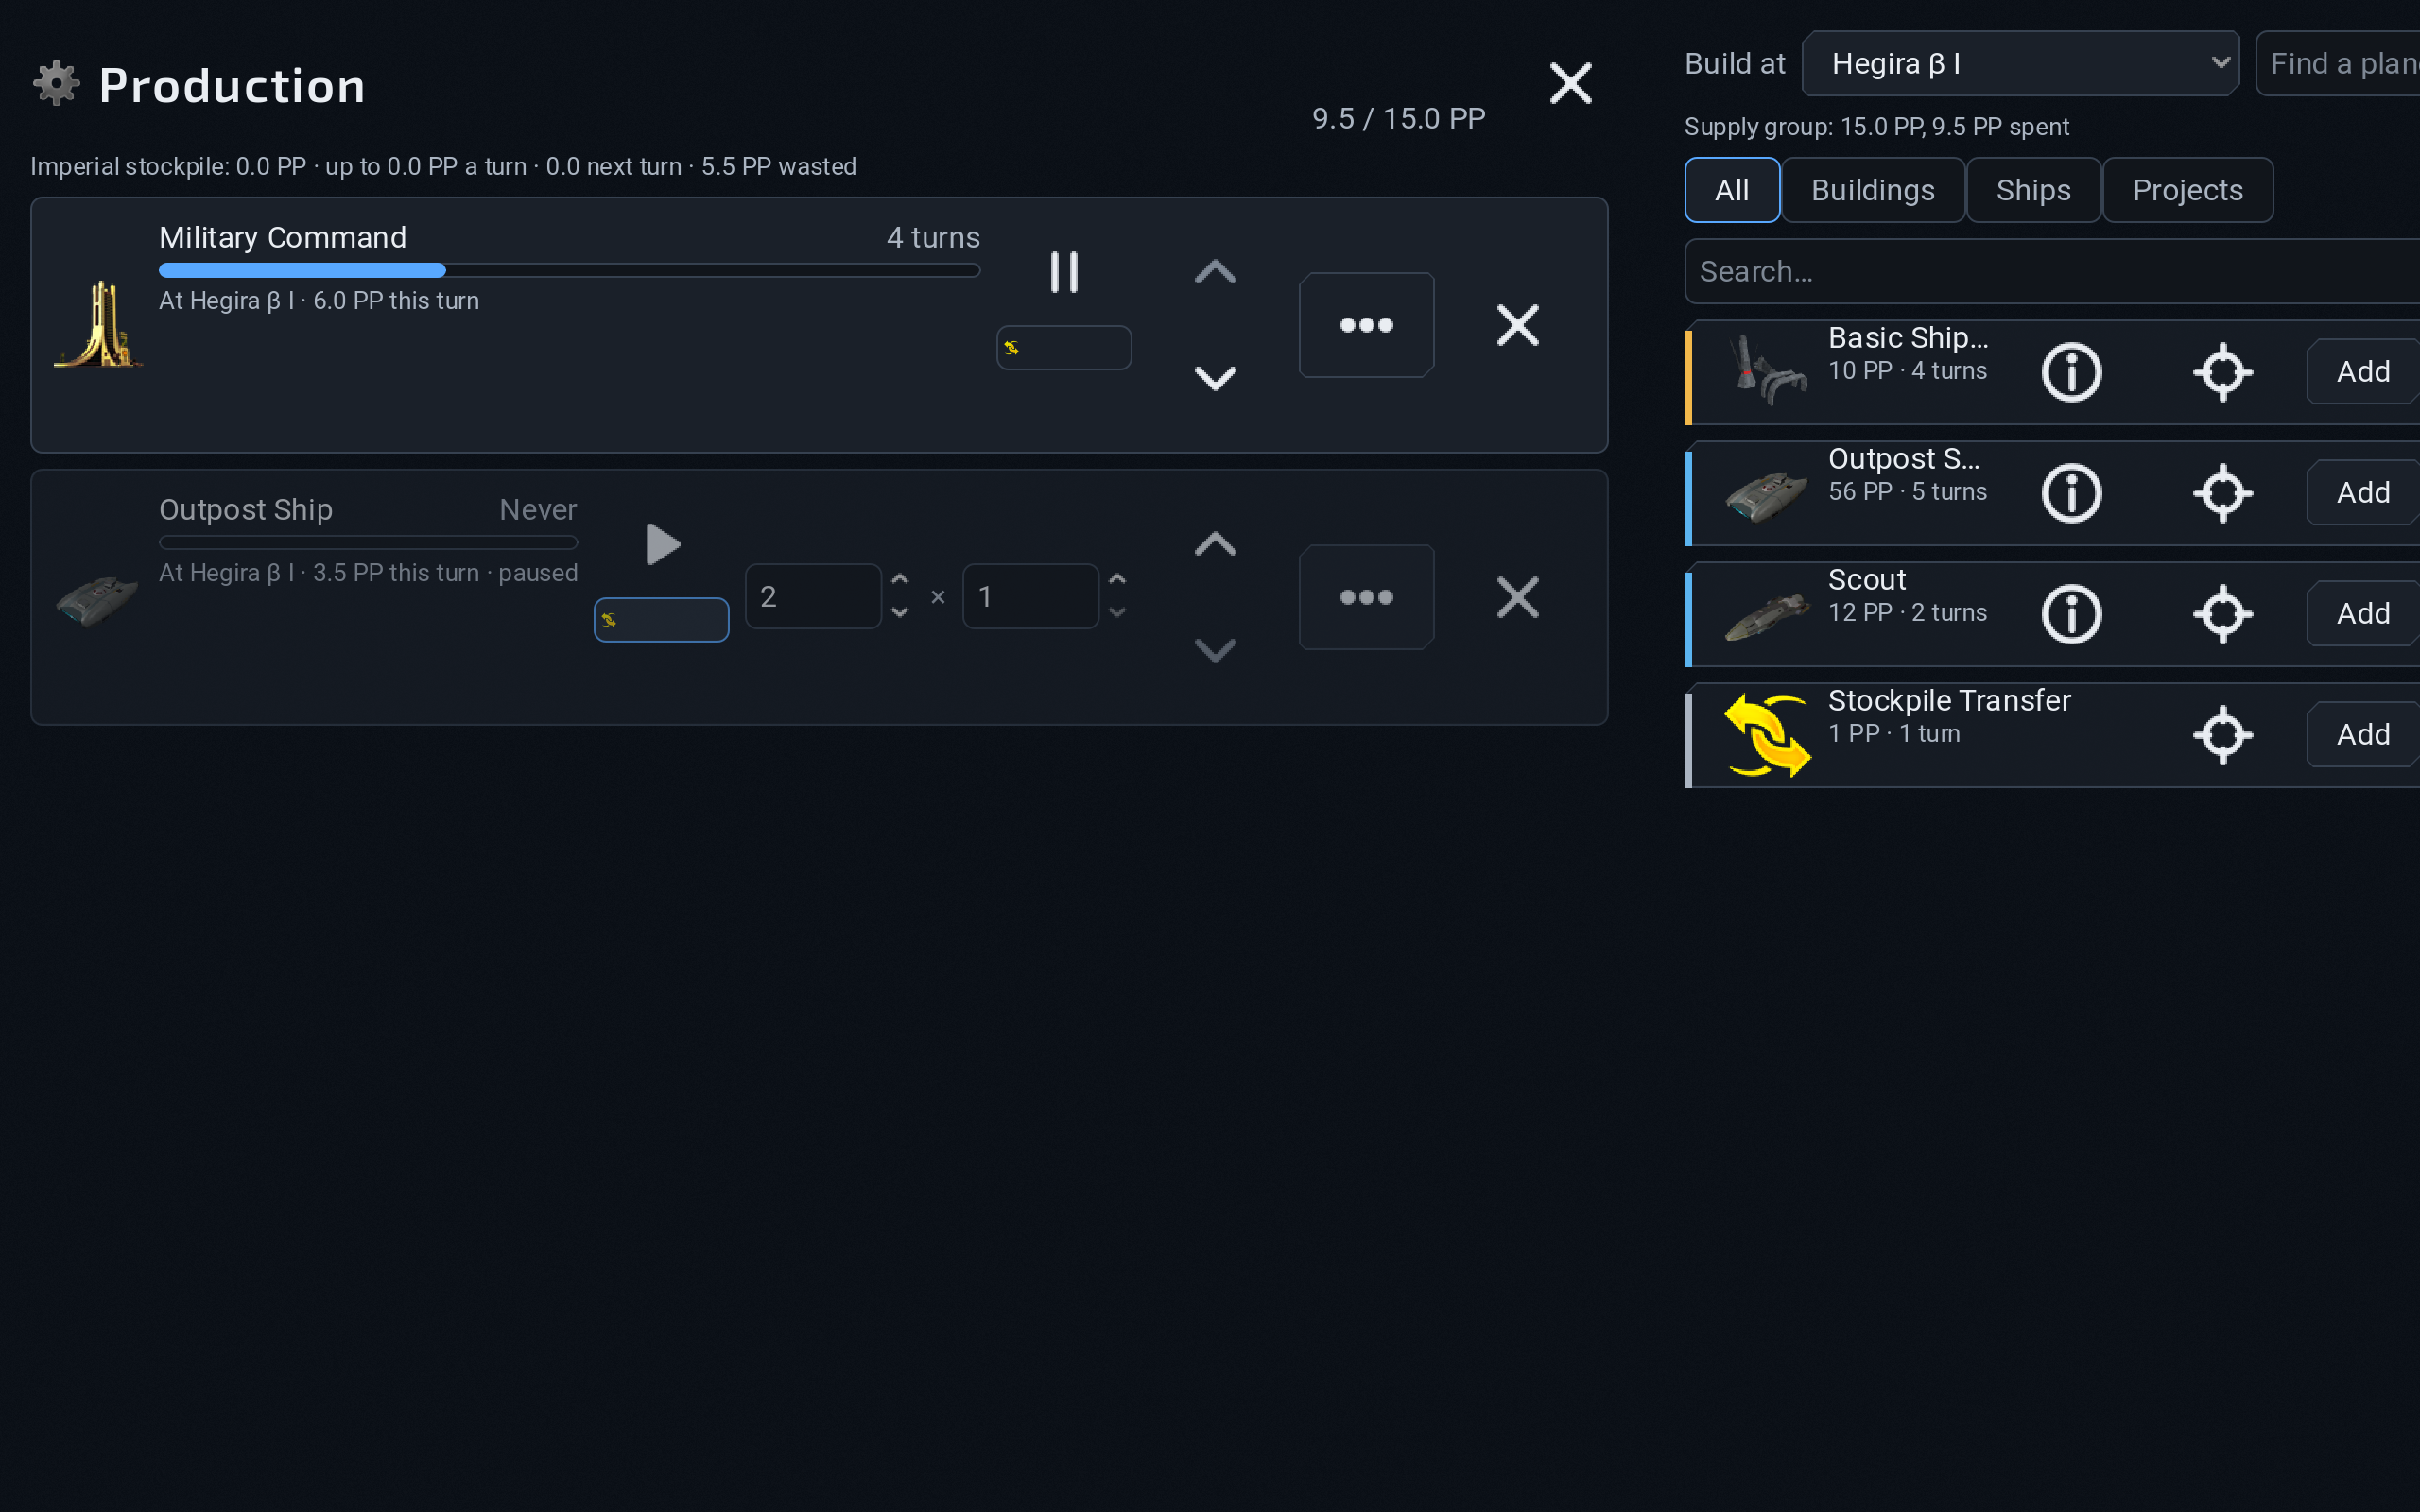 Production
9.5 / 15.0 PP
Imperial stockpile: 0.0 PP · up to 0.0 PP a turn · 0.0 next turn · 5.5 PP wasted
Military Command 4 turns
At Hegira β I · 6.0 PP this turn
Outpost Ship Never
At Hegira β I · 3.5 PP this turn · paused
2 × 1
Build at Hegira β I Find a plan
Supply group: 15.0 PP, 9.5 PP spent
All Buildings Ships Projects
Search...
Basic Ship...
10 PP · 4 turns
Add
Outpost S...
56 PP · 5 turns
Add
Scout
12 PP · 2 turns
Add
Stockpile Transfer
1 PP · 1 turn
Add